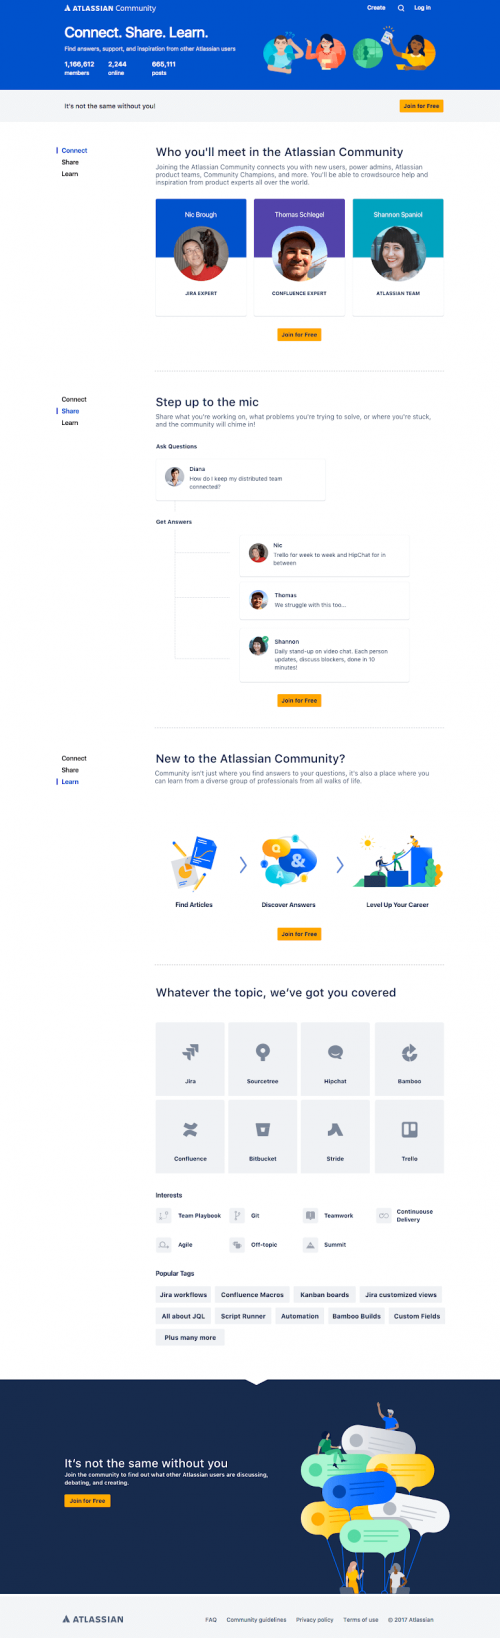 ATLASSIAN Community
Create
Log in
Connect. Share. Learn.
Find answers, support, and inspiration from other Atlassian users
1,166,612 2,244 665,111
members online posts
It's not the same without you!
Join for Free
Connect
Share
Learn
Who you'll meet in the Atlassian Community
Joining the Atlassian Community connects you with new users, power admins, Atlassian
product teams, Community Champions, and more. You'll be able to crowdsource help and
inspiration from product experts all over the world.
Nic Brough
JIRA EXPERT
Thomas Schlegel
CONFLUENCE EXPERT
Shannon Spaniol
ATLASSIAN TEAM
Join for Free
Connect
Share
Learn
Step up to the mic
Share what you're working on, what problems you're trying to solve, or where you're stuck,
and the community will chime in!
Ask Questions
Diana
How do I keep my distributed team
connected?
Get Answers
Nic
Trello for week to week and HipChat for in
between
Thomas
We struggle with this too...
Shannon
Daily stand-up on video chat. Each person
updates, discuss blockers, done in 10
minutes!
Join for Free
Connect
Share
Learn
New to the Atlassian Community?
Community isn't just where you find answers to your questions, it's also a place where you
can learn from a diverse group of professionals from all walks of life.
Q
&
A
Find Articles
Discover Answers
Level Up Your Career
Join for Free
Whatever the topic, we've got you covered
Jira
Sourcetree
Hipchat
Bamboo
Confluence
Bitbucket
Stride
Trello
Interests
Team Playbook
Git
Teamwork
Continuouse
Delivery
Agile
Off-topic
Summit
Popular Tags
Jira workflows
Confluence Macros
Kanban boards
Jira customized views
All about JQL
Script Runner
Automation
Bamboo Builds
Custom Fields
Plus many more
It's not the same without you
Join the community to find out what other Atlassian users are discussing,
debating, and creating.
Join for Free
ATLASSIAN
FAQ
Community guidelines
Privacy policy
Terms of use
© 2017 Atlassian